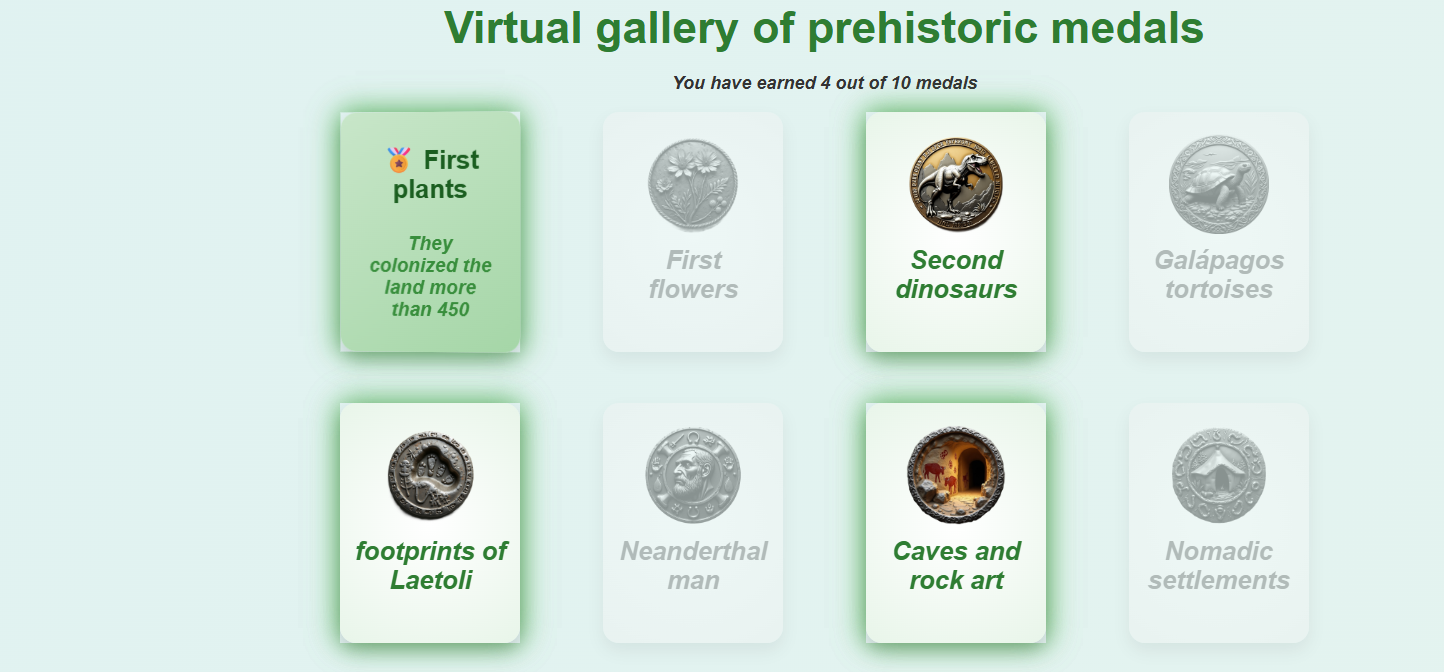 Virtual gallery of prehistoric medals
You have earned 4 out of 10 medals
First
plants
They
colonized the
land more
than 450
First
flowers
Second
dinosaurs
Galápagos
tortoises
footprints of
Laetoli
Neanderthal
man
Caves and
rock art
Nomadic
settlements